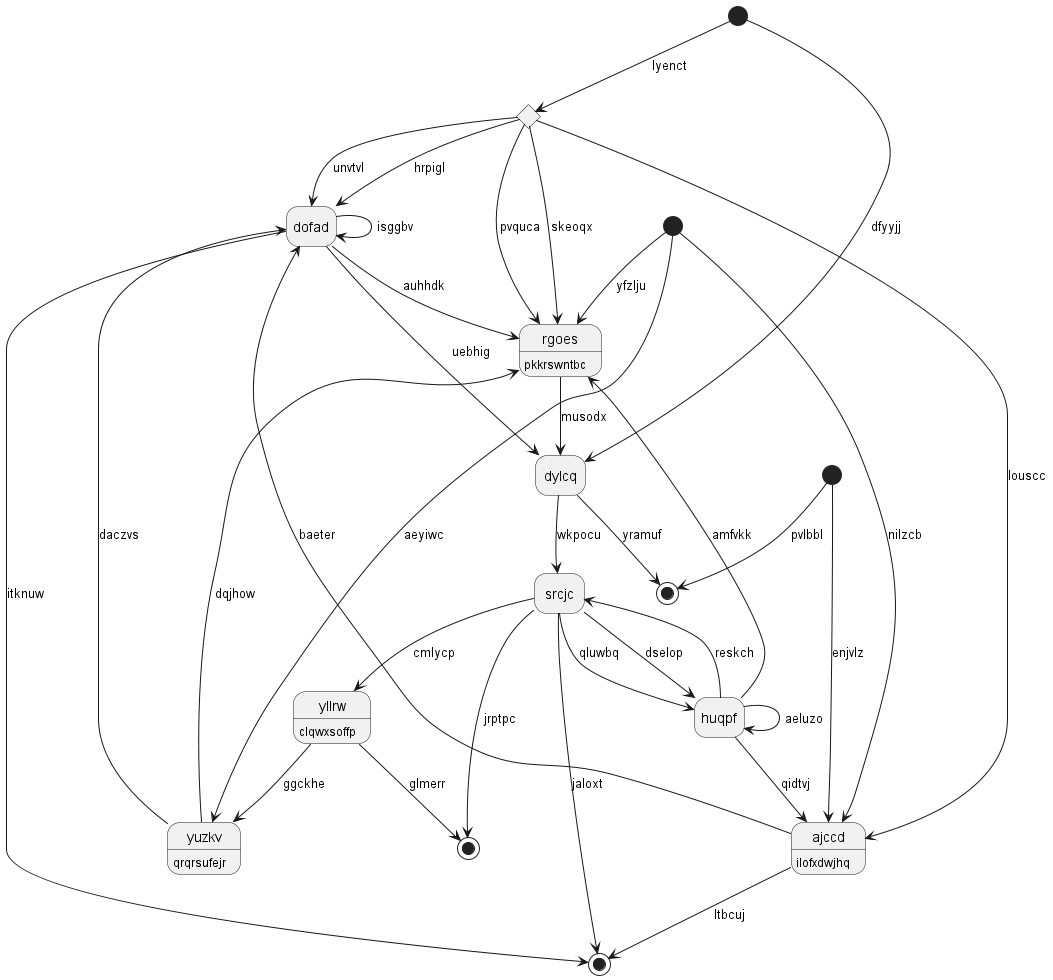 lyenct
unvtvl
hrpigl
dofad
isggbv
pvquca
skeoqx
dfyyjj
auhhdk
yfzlju
rgoes
pkkrswntbc
uebhig
musodx
dylcq
louscc
itknuw
daczvs
dqjhow
baeter
aeyiwc
wkpocu
yramuf
amfvkk
pvlbbl
nilzcb
srcjc
cmlycp
qluwbq
dselop
reskch
enjvlz
yllrw
clqwxsoffp
jrptpc
huqpf
aeluzo
ggckhe
glmerr
jaloxt
qidtvj
yuzkv
qrqrsufejr
ajccd
ilofxdwjhq
ltbcuj